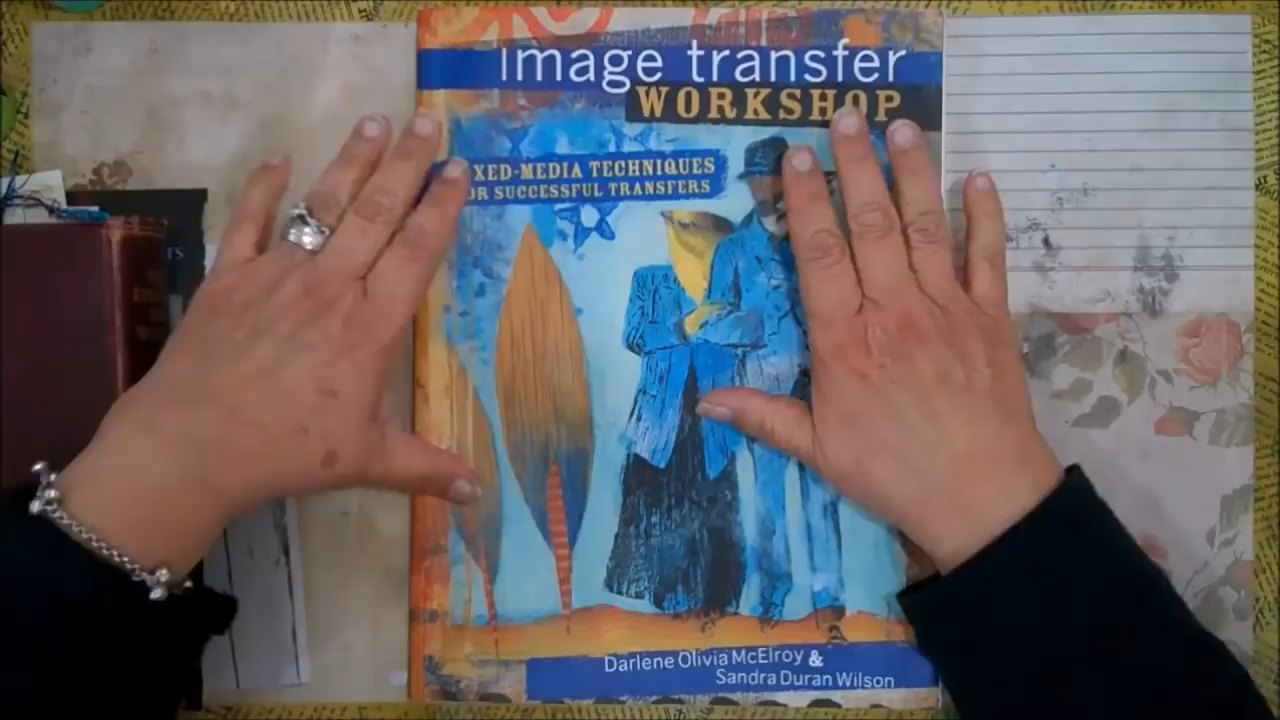 image transfer
WORKSHOP
XED-MEDIA TECHNIQUES
OR SUCCESSFUL TRANSFERS
Darlene Olivia McElroy &
Sandra Duran Wilson